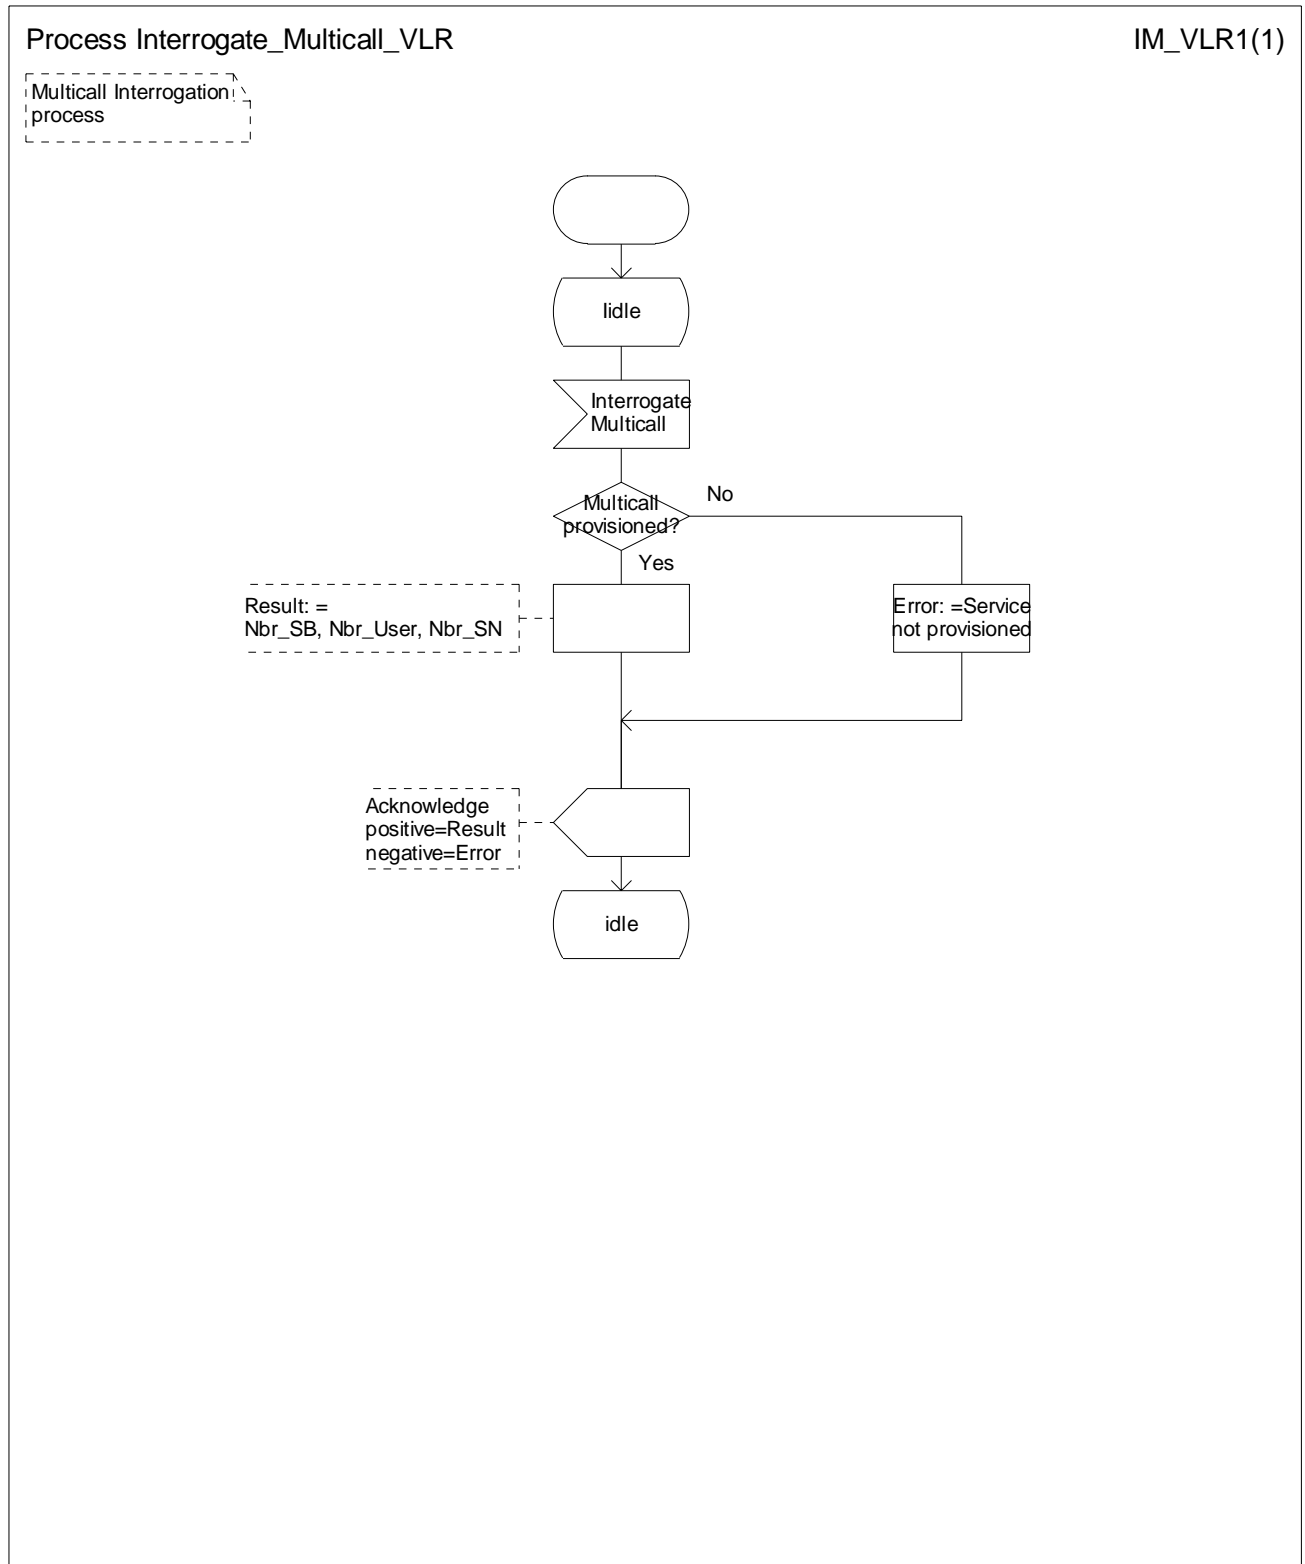 Process Interrogate_Multicall_VLR
IM_VLR1(1)
Multicall Interrogation
process
Iidle
Interrogate
Multicall
Multicall
provisioned?
No
Yes
Result: =
Nbr_SB, Nbr_User, Nbr_SN
Error: =Service
not provisioned
Acknowledge
positive=Result
negative=Error
idle